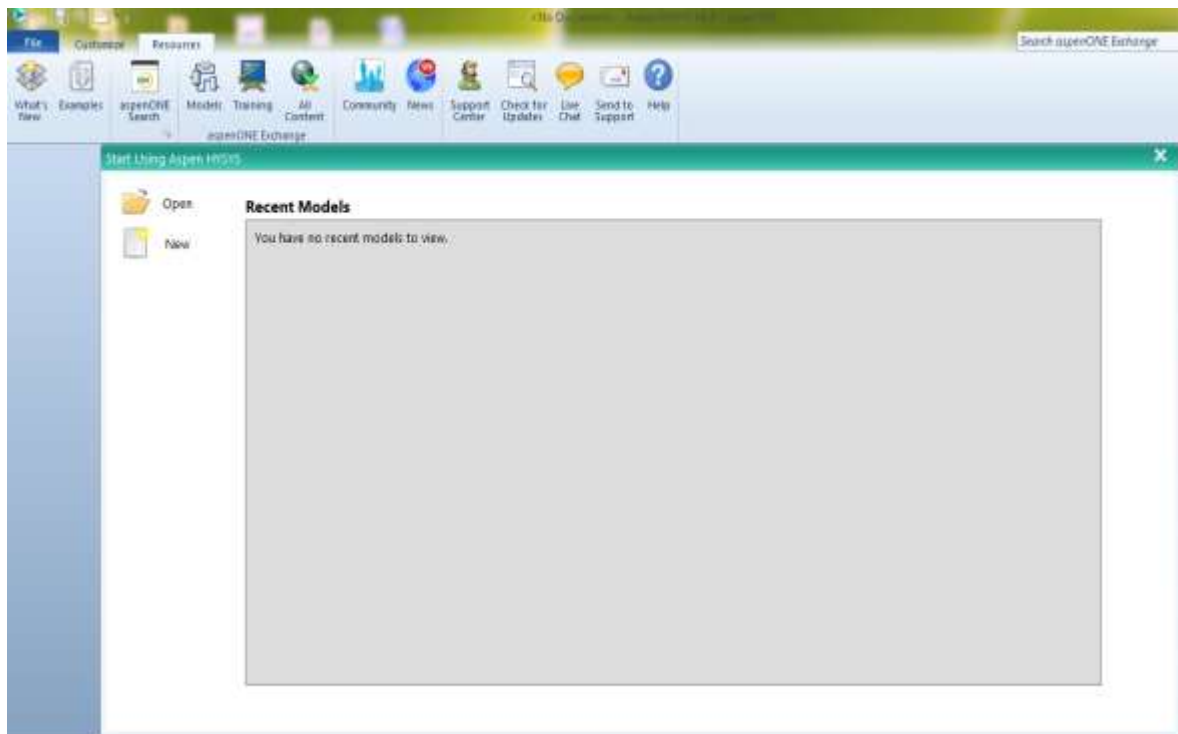 File Customize Resources Search aspenONE Exchange
What's New Examples aspenONE Search Models Training All Content Community News Support Center Check for Updates Live Chat Send to Support Help
aspenONE Exchange
Start Using Aspen HYSYS
Open
Recent Models
New
You have no recent models to view.